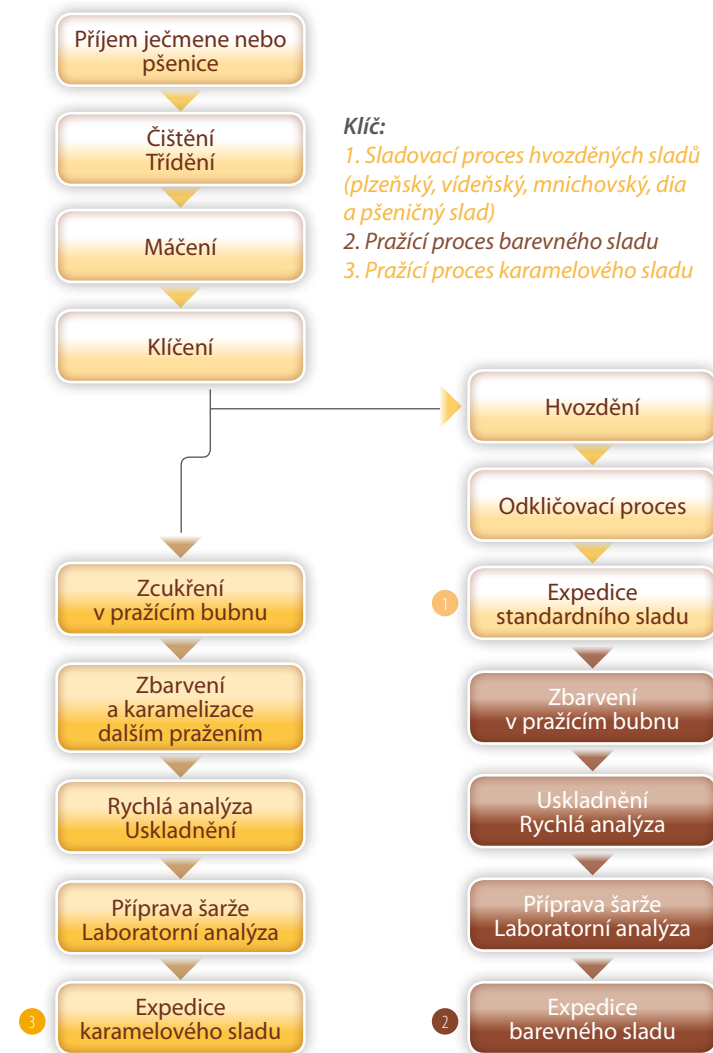 Příjem ječmene nebo
pšenice
Čištění
Třídění
Máčení
Klíčení
Klíč:
1. Sladovací proces hvozděných sladů
(plzeňský, vídeňský, mnichovský, dia
a pšeničný slad)
2. Pražící proces barevného sladu
3. Pražící proces karamelového sladu
Zcukření
v pražícím bubnu
Zbarvení
a karamelizace
dalším pražením
Rychlá analýza
Uskladnění
Příprava šarže
Laboratorní analýza
3
Expedice
karamelového sladu
Hvozdění
Odkličovací proces
1
Expedice
standardního sladu
Zbarvení
v pražícím bubnu
Uskladnění
Rychlá analýza
Příprava šarže
Laboratorní analýza
2
Expedice
barevného sladu